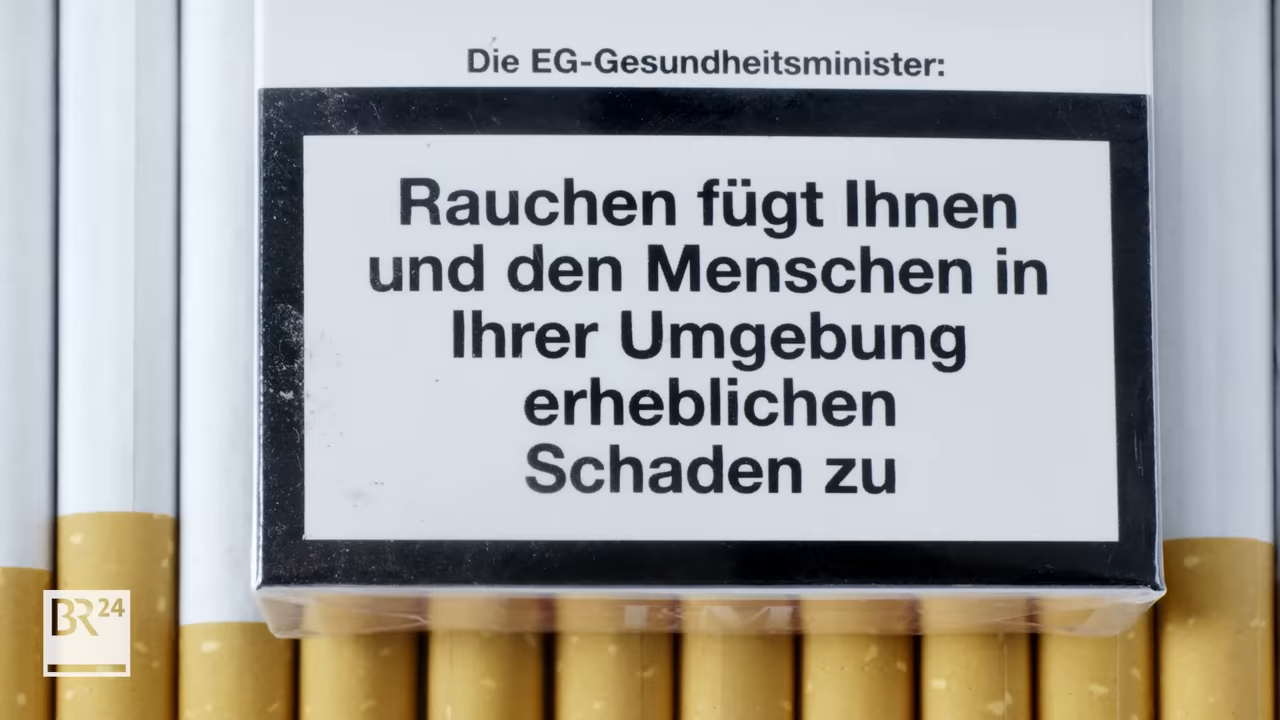 Die EG-Gesundheitsminister:
Rauchen fügt Ihnen
und den Menschen in
Ihrer Umgebung
erheblichen
Schaden zu
BR24